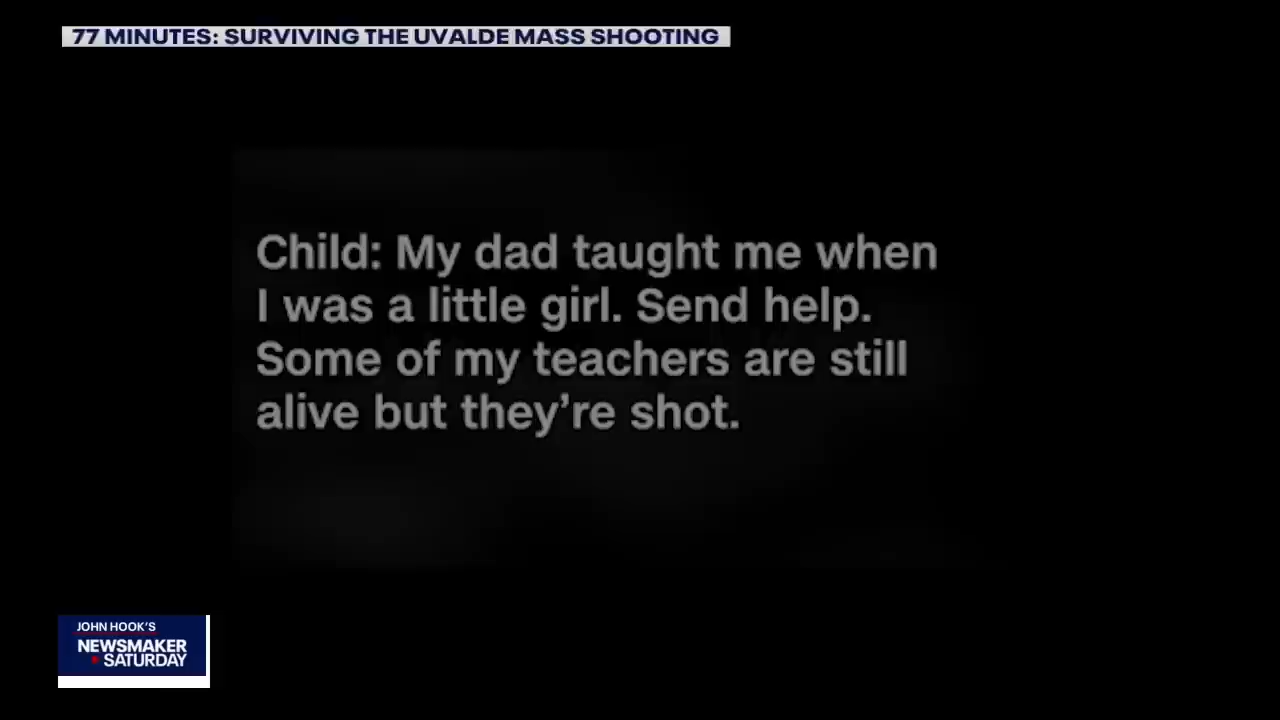 77 MINUTES: SURVIVING THE UVALDE MASS SHOOTING
Child: My dad taught me when
I was a little girl. Send help.
Some of my teachers are still
alive but they’re shot.
JOHN HOOK'S
NEWSMAKER
SATURDAY